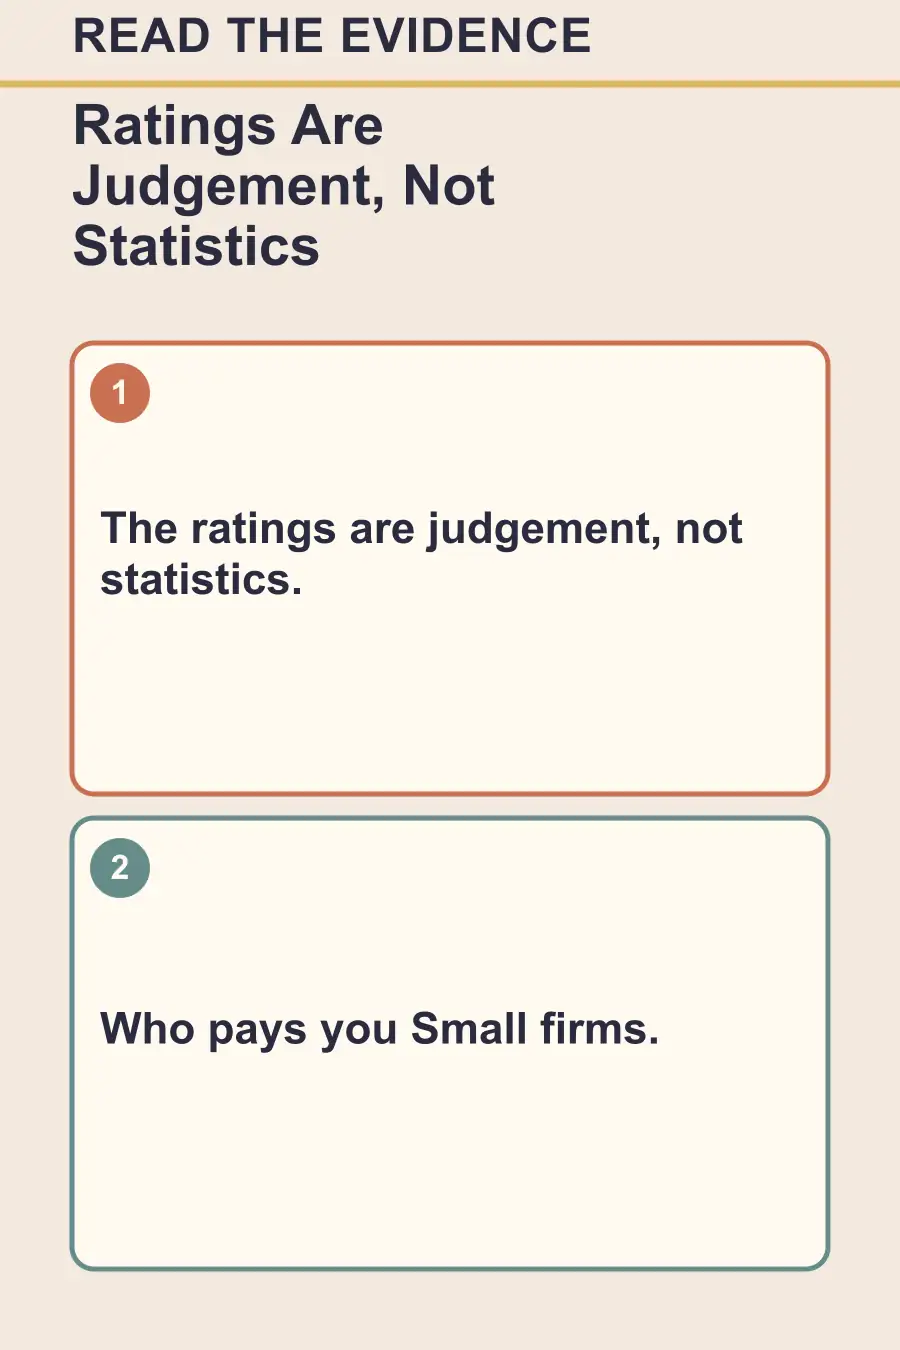 READ THE EVIDENCE
Ratings Are
Judgement, Not
Statistics
1
The ratings are judgement, not
statistics.
2
Who pays you Small firms.